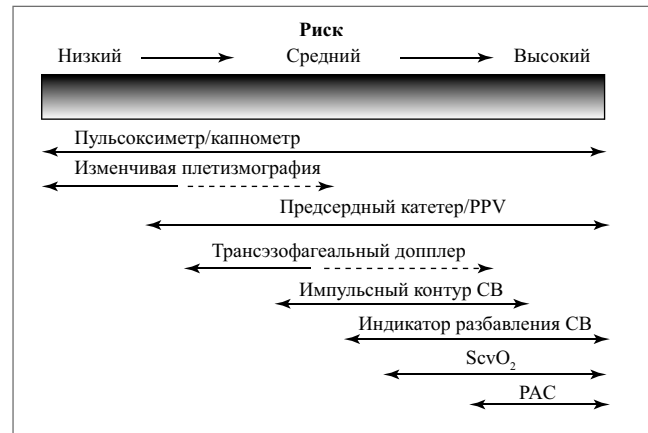 Риск
Низкий Средний Высокий
Пульсоксиметр/капнометр
Изменчивая плетизмография
Предсердный катетер/PPV
Трансэзофагеальный допплер
Импульсный контур СВ
Индикатор разбавления СВ
ScvO₂
PAC